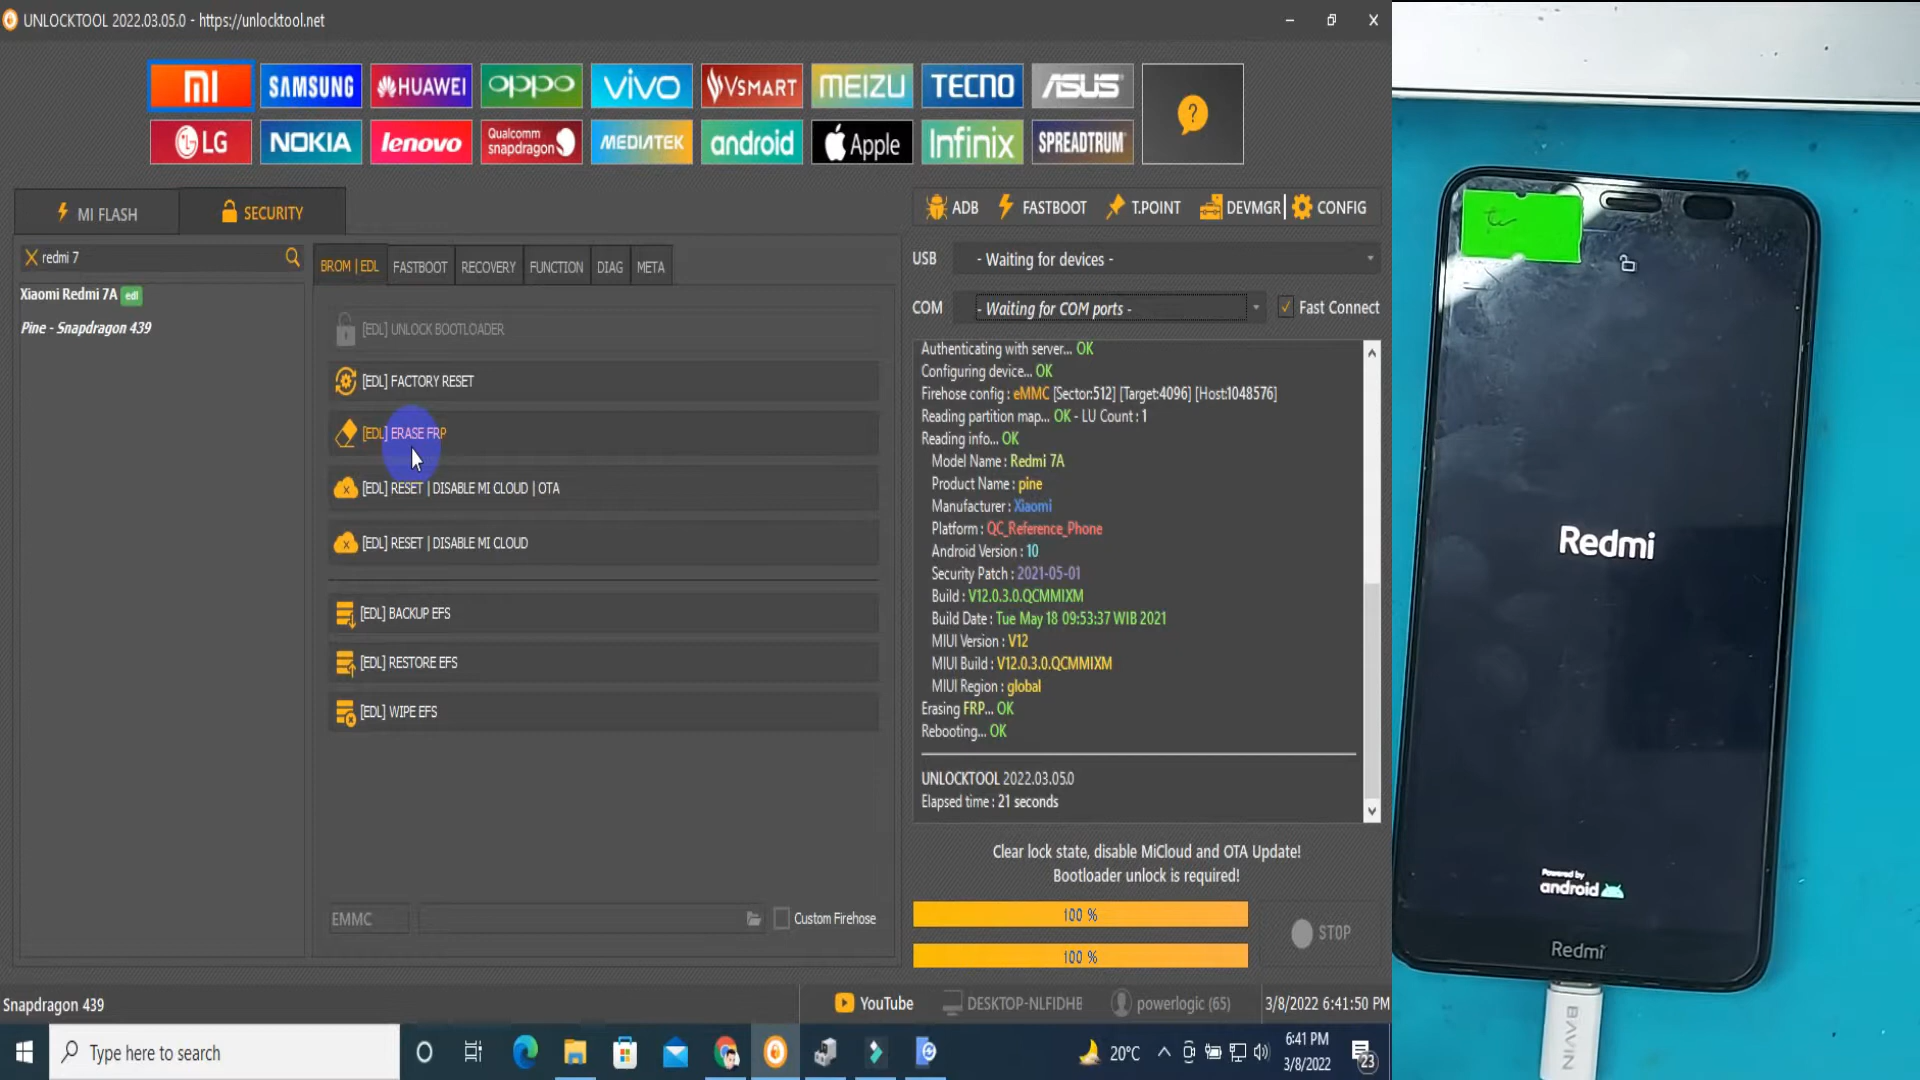 UNLOCKTOOL 2022.03.05.0 - https://unlocktool.net
MI
SAMSUNG
HUAWEI
oppo
vivo
VSMART
MEIZU
TECNO
ASUS
?
LG
NOKIA
lenovo
Qualcomm
snapdragon
MEDIATEK
android
Apple
Infinix
SPREADTRUM
MI FLASH
SECURITY
ADB
FASTBOOT
T.POINT
DEVMGR
CONFIG
redmi 7
Xiaomi Redmi 7A edl
Pine - Snapdragon 439
BROM | EDL
FASTBOOT
RECOVERY
FUNCTION
DIAG
META
[EDL] UNLOCK BOOTLOADER
[EDL] FACTORY RESET
[EDL] ERASE FRP
[EDL] RESET | DISABLE MI CLOUD | OTA
[EDL] RESET | DISABLE MI CLOUD
[EDL] BACKUP EFS
[EDL] RESTORE EFS
[EDL] WIPE EFS
EMMC
Custom Firehose
USB - Waiting for devices -
COM - Waiting for COM ports - Fast Connect
Authenticating with server... OK
Configuring device... OK
Firehose config : eMMC [Sector:512] [Target:4096] [Host:1048576]
Reading partition map... OK - LU Count : 1
Reading info... OK
Model Name : Redmi 7A
Product Name : pine
Manufacturer : Xiaomi
Platform : QC_Reference_Phone
Android Version : 10
Security Patch : 2021-05-01
Build : V12.0.3.0.QCMMIXM
Build Date : Tue May 18 09:53:37 WIB 2021
MIUI Version : V12
MIUI Build : V12.0.3.0.QCMMIXM
MIUI Region : global
Erasing FRP... OK
Rebooting... OK
UNLOCKTOOL 2022.03.05.0
Elapsed time : 21 seconds
Clear lock state, disable MiCloud and OTA Update!
Bootloader unlock is required!
100 %
100 %
STOP
Snapdragon 439
YouTube
DESKTOP-NLFIDHB
powerlogic (65)
3/8/2022 6:41:50 PM
Type here to search
20°C
6:41 PM
3/8/2022
23
Redmi
Powered by
android
Redmi
BAVIN